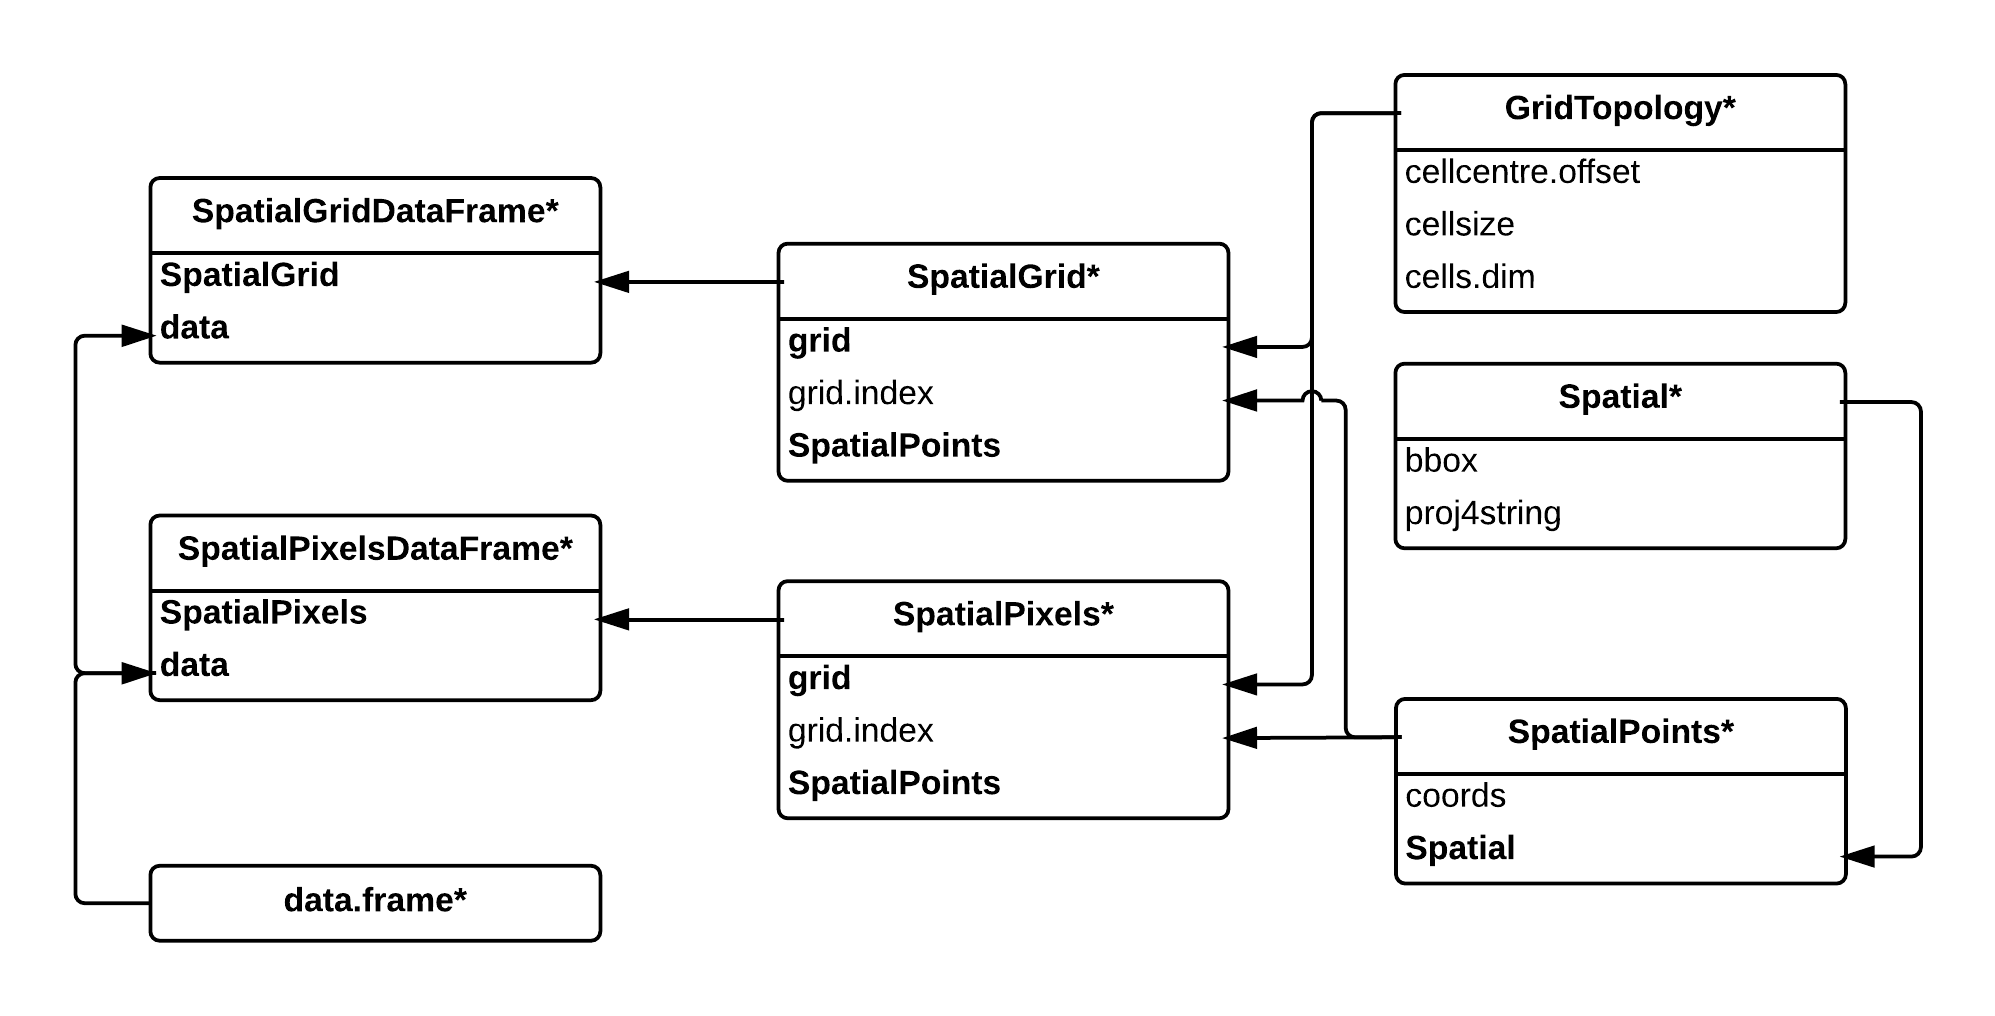 SpatialGridDataFrame*
SpatialGrid
data
SpatialPixelsDataFrame*
SpatialPixels
data
data.frame*
SpatialGrid*
grid
grid.index
SpatialPoints
SpatialPixels*
grid
grid.index
SpatialPoints
GridTopology*
cellcentre.offset
cellsize
cells.dim
Spatial*
bbox
proj4string
SpatialPoints*
coords
Spatial